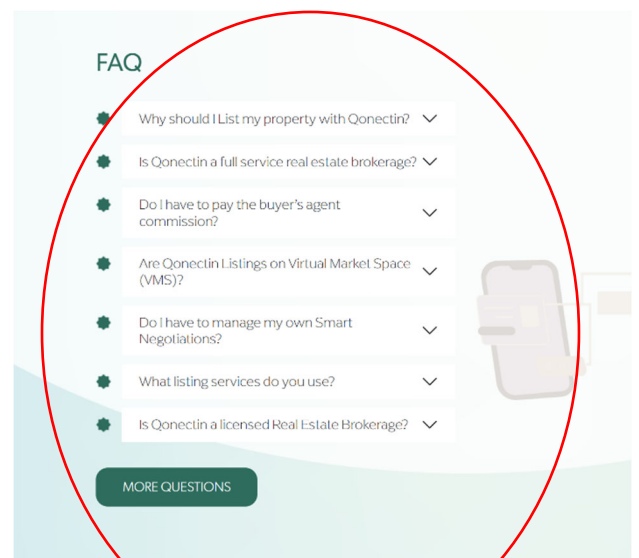 FAQ
Why should I List my property with Qonectin?
Is Qonectin a full service real estate brokerage?
Do I have to pay the buyer's agent
commission?
Are Qonectin Listings on Virtual Market Space
(VMS)?
Do I have to manage my own Smart
Negotiations?
What listing services do you use?
Is Qonectin a licensed Real Estate Brokerage?
MORE QUESTIONS